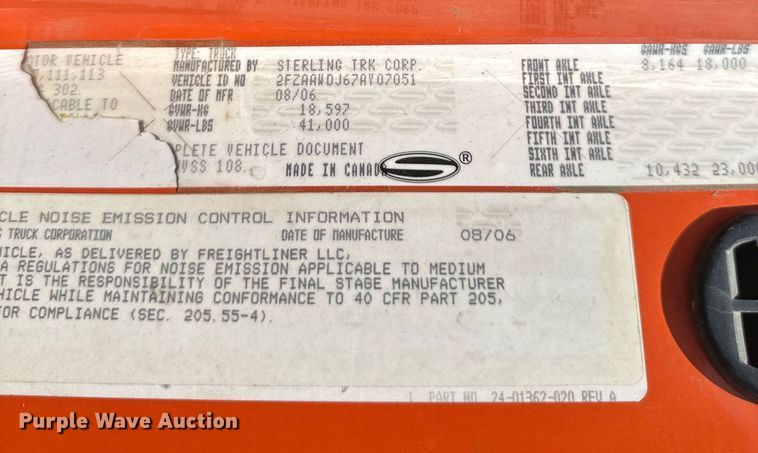 TYPE: TRUCK
MOTOR VEHICLE MANUFACTURED BY STERLING TRK CORP.
,111,113 VEHICLE ID NO 2FZAAWDJ67AY07051
302. DATE OF MFR 08/06
CABLE TO GVWR-KG 18,597
GVWR-LBS 41,000
PLETE VEHICLE DOCUMENT
VSS 108. MADE IN CANADA
GAWR-KGS GAWR-LBS
FRONT AXLE 8,164 18,000
FIRST INT AXLE
SECOND INT AXLE
THIRD INT AXLE
FOURTH INT AXLE
FIFTH INT AXLE
SIXTH INT AXLE
REAR AXLE 10,432 23,000
S ®
CLE NOISE EMISSION CONTROL INFORMATION
S TRUCK CORPORATION DATE OF MANUFACTURE 08/06
HICLE, AS DELIVERED BY FREIGHTLINER LLC,
A REGULATIONS FOR NOISE EMISSION APPLICABLE TO MEDIUM
T IS THE RESPONSIBILITY OF THE FINAL STAGE MANUFACTURER
HICLE WHILE MAINTAINING CONFORMANCE TO 40 CFR PART 205,
FOR COMPLIANCE (SEC. 205.55-4).
PART NO. 24-01362-020 REV A
Purple Wave Auction